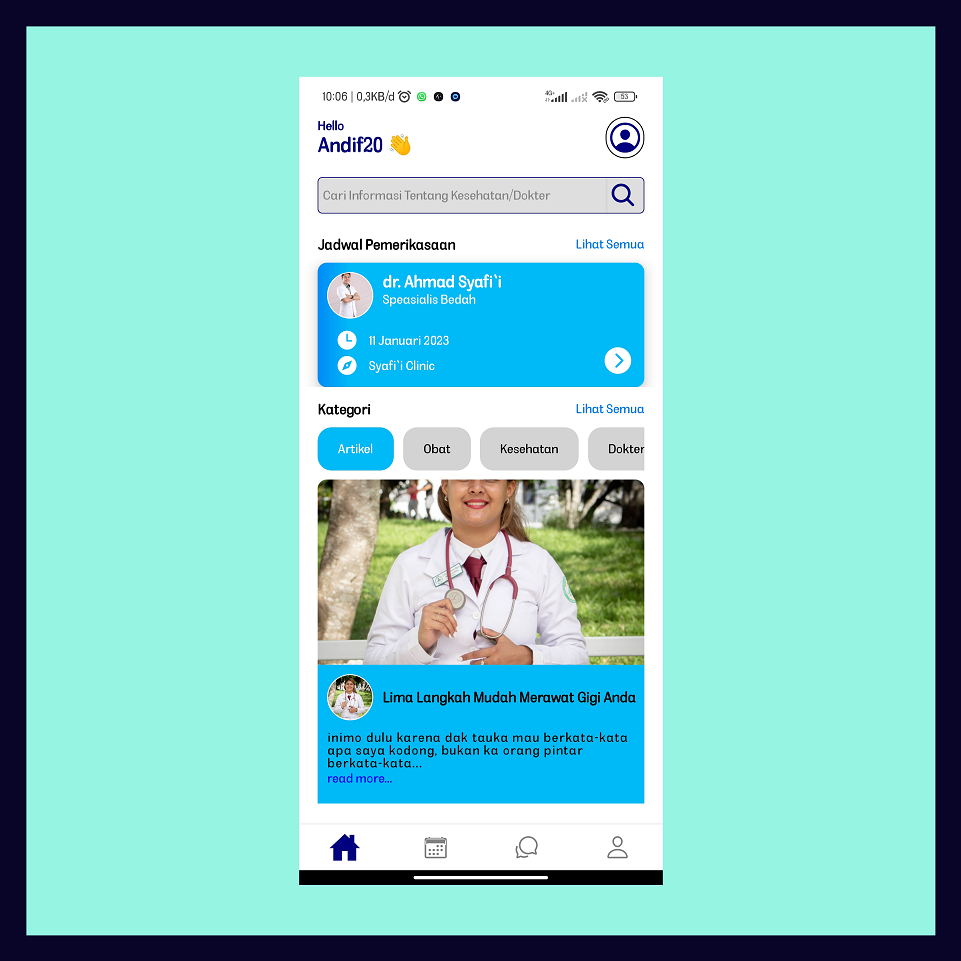 10:06 | 0,3KB/d
4G+
53
Hello
Andif20 👋
Cari Informasi Tentang Kesehatan/Dokter
Jadwal Pemerikasaan
Lihat Semua
dr. Ahmad Syafi`i
Speasialis Bedah
11 Januari 2023
Syafi`i Clinic
Kategori
Lihat Semua
Artikel
Obat
Kesehatan
Dokter
Lima Langkah Mudah Merawat Gigi Anda
inimo dulu karena dak tauka mau berkata-kata
apa saya kodong, bukan ka orang pintar
berkata-kata...
read more...